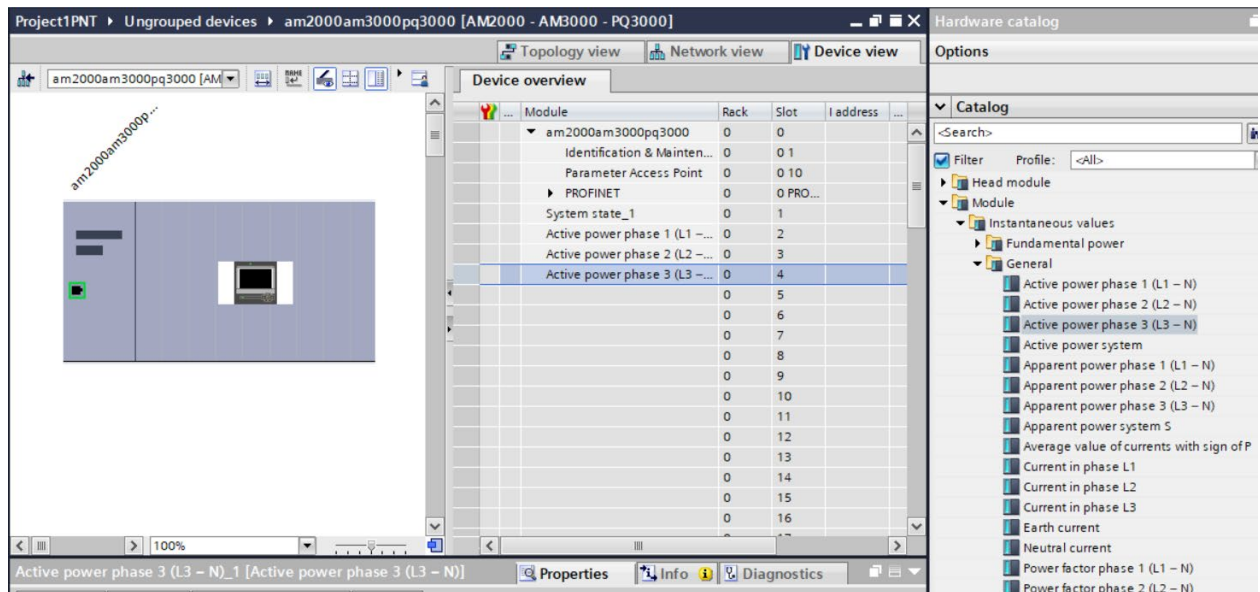 Project1PNT ▸ Ungrouped devices ▸ am2000am3000pq3000 [AM2000 - AM3000 - PQ3000]
Topology view Network view Device view
am2000am3000pq3000 [AM
Device overview
... Module Rack Slot I address ...
am2000am3000pq3000 0 0
Identification & Mainten... 0 0 1
Parameter Access Point 0 0 10
PROFINET 0 0 PRO...
System state_1 0 1
Active power phase 1 (L1 –... 0 2
Active power phase 2 (L2 –... 0 3
Active power phase 3 (L3 –... 0 4
0 5
0 6
0 7
0 8
0 9
0 10
0 11
0 12
0 13
0 14
0 15
0 16
am2000am3000p...
100%
Active power phase 3 (L3 – N)_1 [Active power phase 3 (L3 – N)]
Properties Info Diagnostics
Hardware catalog
Options
Catalog
<Search>
Filter Profile: <All>
Head module
Module
Instantaneous values
Fundamental power
General
Active power phase 1 (L1 – N)
Active power phase 2 (L2 – N)
Active power phase 3 (L3 – N)
Active power system
Apparent power phase 1 (L1 – N)
Apparent power phase 2 (L2 – N)
Apparent power phase 3 (L3 – N)
Apparent power system S
Average value of currents with sign of P
Current in phase L1
Current in phase L2
Current in phase L3
Earth current
Neutral current
Power factor phase 1 (L1 – N)
Power factor phase 2 (L2 – N)